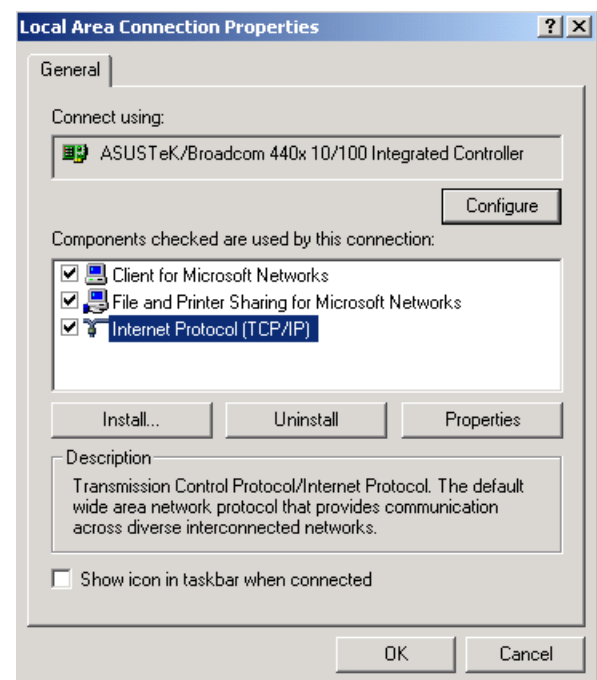 Local Area Connection Properties
General
Connect using:
ASUSTeK/Broadcom 440x 10/100 Integrated Controller
Configure
Components checked are used by this connection:
Client for Microsoft Networks
File and Printer Sharing for Microsoft Networks
Internet Protocol (TCP/IP)
Install... Uninstall Properties
Description
Transmission Control Protocol/Internet Protocol. The default
wide area network protocol that provides communication
across diverse interconnected networks.
Show icon in taskbar when connected
OK Cancel